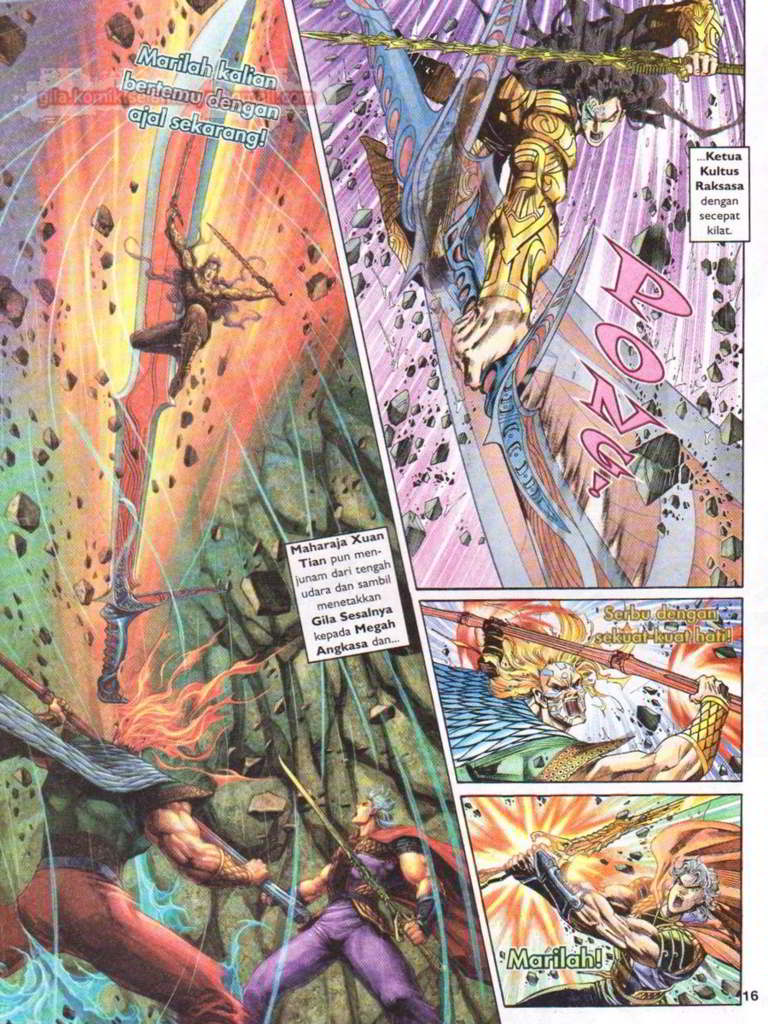 Marilah kalian
bertemu dengan
ajal sekarang!
...Ketua
Kultus
Raksasa
dengan
secepat
kilat.
DONG!
Maharaja Xuan
Tian pun men-
junam dari tengah
udara dan sambil
menetakkan
Gila Sesalnya
kepada Megah
Angkasa dan...
Serbu dengan
sekuat-kuat hati!
Marilah!
16